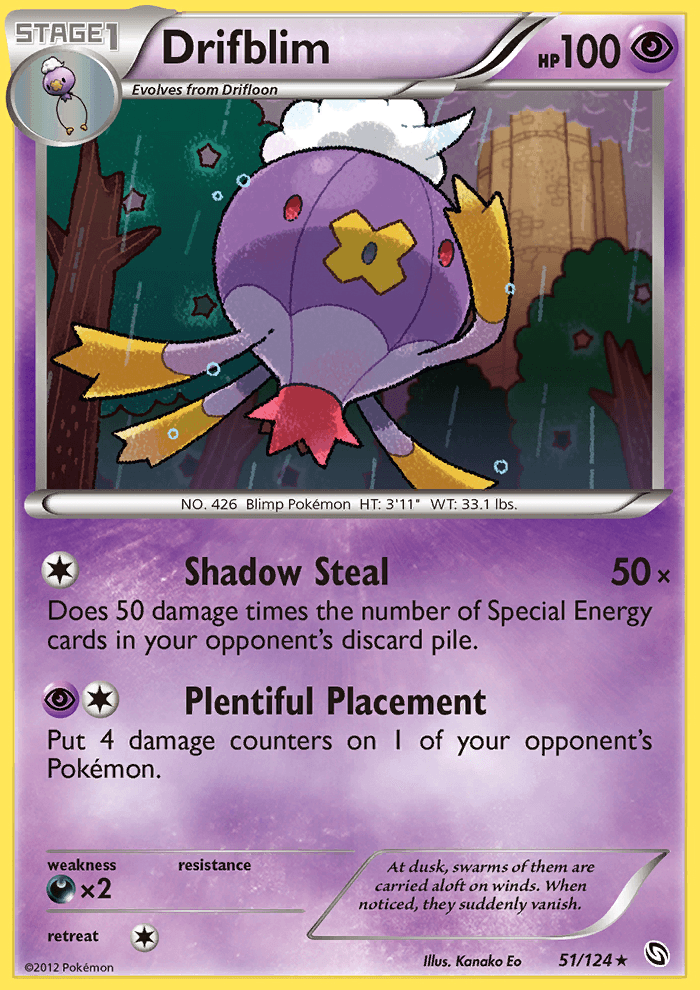 STAGE1
Drifblim
HP100
Evolves from Drifloon
NO. 426 Blimp Pokémon HT: 3'11" WT: 33.1 lbs.
Shadow Steal 50×
Does 50 damage times the number of Special Energy
cards in your opponent's discard pile.
Plentiful Placement
Put 4 damage counters on 1 of your opponent's
Pokémon.
weakness resistance
×2
At dusk, swarms of them are
carried aloft on winds. When
noticed, they suddenly vanish.
retreat
©2012 Pokémon
Illus. Kanako Eo 51/124★